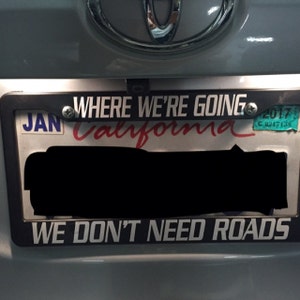 WHERE WE'RE GOING
JAN
2017
California
WE DON'T NEED ROADS